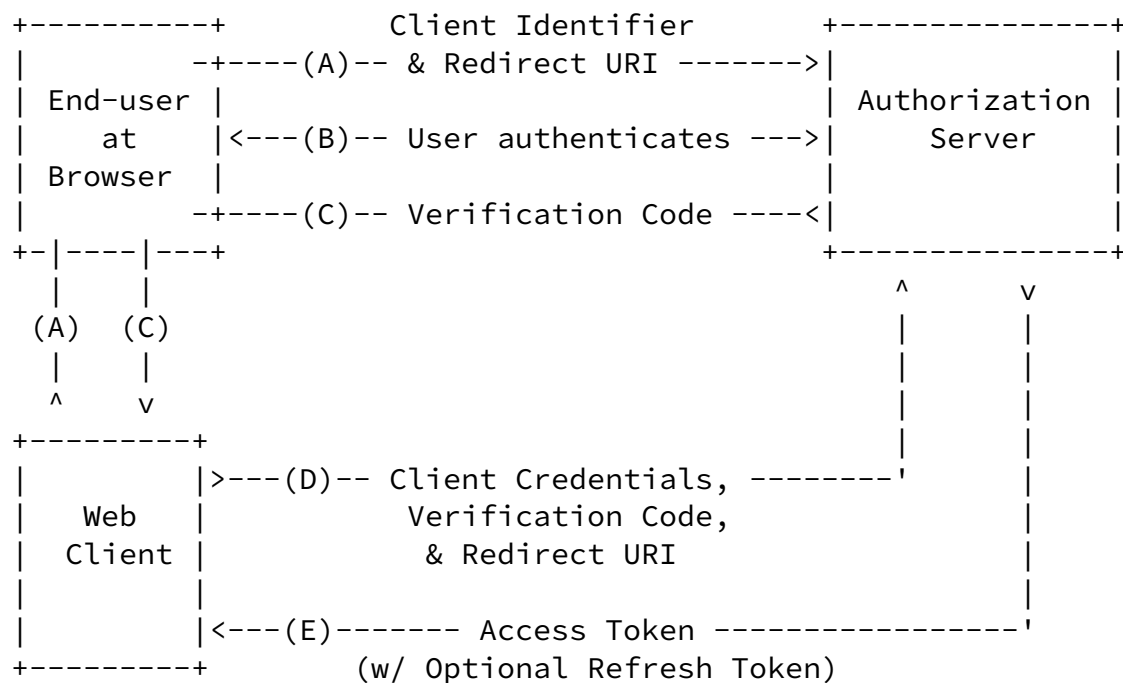 +----------+          Client Identifier       +---------------+
|         -+----(A)-- & Redirect URI ------->|               |
| End-user |                                  | Authorization |
|    at    |<---(B)-- User authenticates --->|     Server    |
| Browser  |                                  |               |
|         -+----(C)-- Verification Code ----<|               |
+-|----|---+                                  +---------------+
  |    |                                          ^      v
 (A)  (C)                                         |      |
  |    |                                          |      |
  ^    v                                          |      |
+---------+                                       |      |
|         |>---(D)-- Client Credentials, --------'      |
|   Web   |           Verification Code,                 |
|  Client |            & Redirect URI                    |
|         |                                              |
|         |<---(E)------- Access Token -----------------'
+---------+        (w/ Optional Refresh Token)